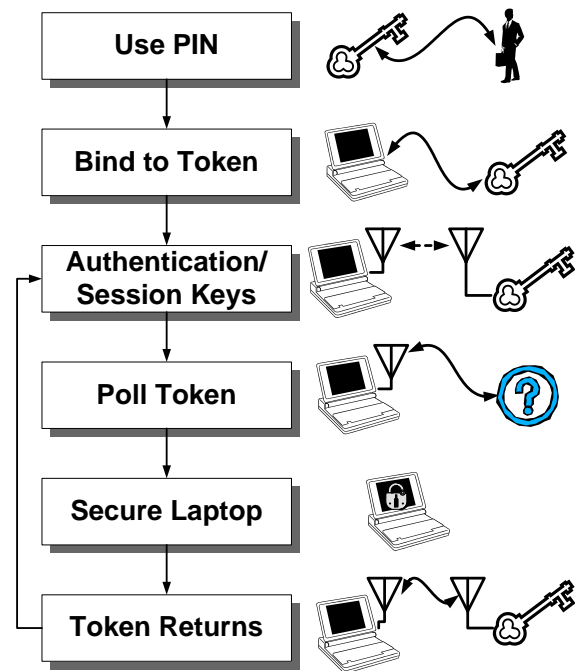 Use PIN
Bind to Token
Authentication/
Session Keys
Poll Token
?
Secure Laptop
Token Returns